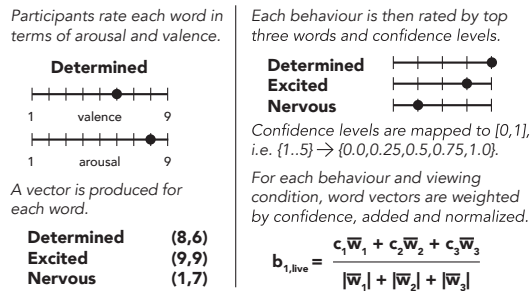 Participants rate each word in
terms of arousal and valence.
Determined
1 valence 9
1 arousal 9
A vector is produced for
each word.
Determined (8,6)
Excited (9,9)
Nervous (1,7)
Each behaviour is then rated by top
three words and confidence levels.
Determined
Excited
Nervous
Confidence levels are mapped to [0,1],
i.e. {1..5} → {0.0,0.25,0.5,0.75,1.0}.
For each behaviour and viewing
condition, word vectors are weighted
by confidence, added and normalized.
b₁,live = c₁w̅₁ + c₂w̅₂ + c₃w̅₃
|w̅₁| + |w̅₂| + |w̅₃|